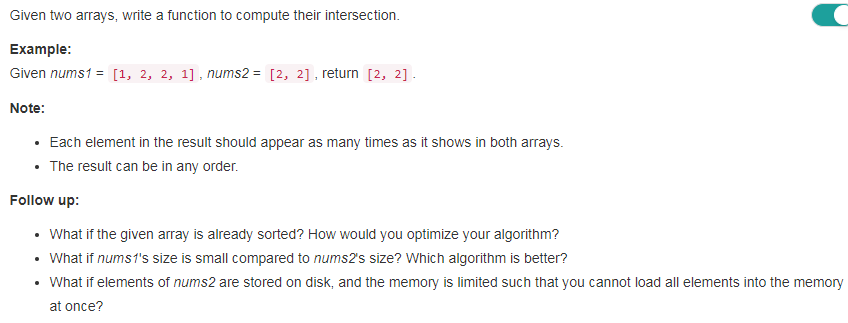 Given two arrays, write a function to compute their intersection.
Example:
Given nums1 = [1, 2, 2, 1], nums2 = [2, 2], return [2, 2].
Note:
• Each element in the result should appear as many times as it shows in both arrays.
• The result can be in any order.
Follow up:
• What if the given array is already sorted? How would you optimize your algorithm?
• What if nums1's size is small compared to nums2's size? Which algorithm is better?
• What if elements of nums2 are stored on disk, and the memory is limited such that you cannot load all elements into the memory
at once?